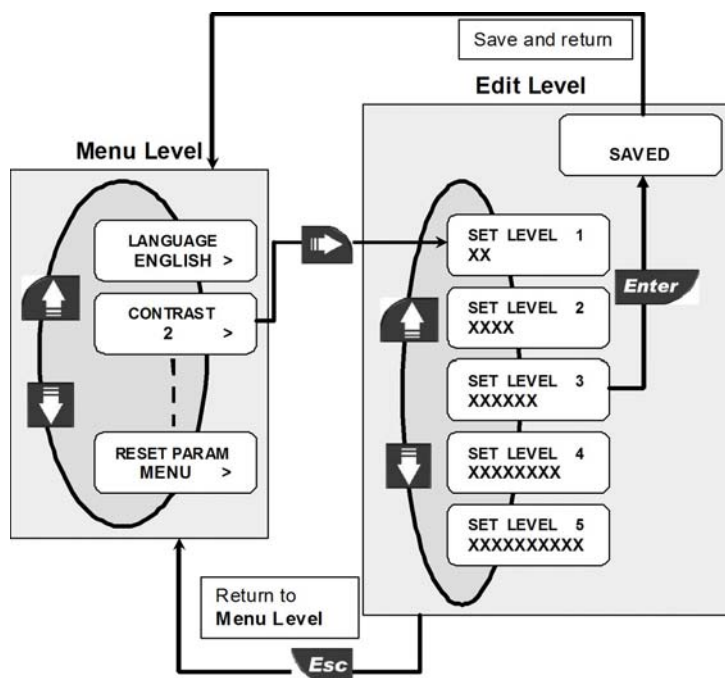 Save and return
Edit Level
Menu Level
SAVED
LANGUAGE
ENGLISH >
CONTRAST
2 >
RESET PARAM
MENU >
SET LEVEL 1
XX
SET LEVEL 2
XXXX
SET LEVEL 3
XXXXXX
SET LEVEL 4
XXXXXXXX
SET LEVEL 5
XXXXXXXXXX
Enter
Return to
Menu Level
Esc